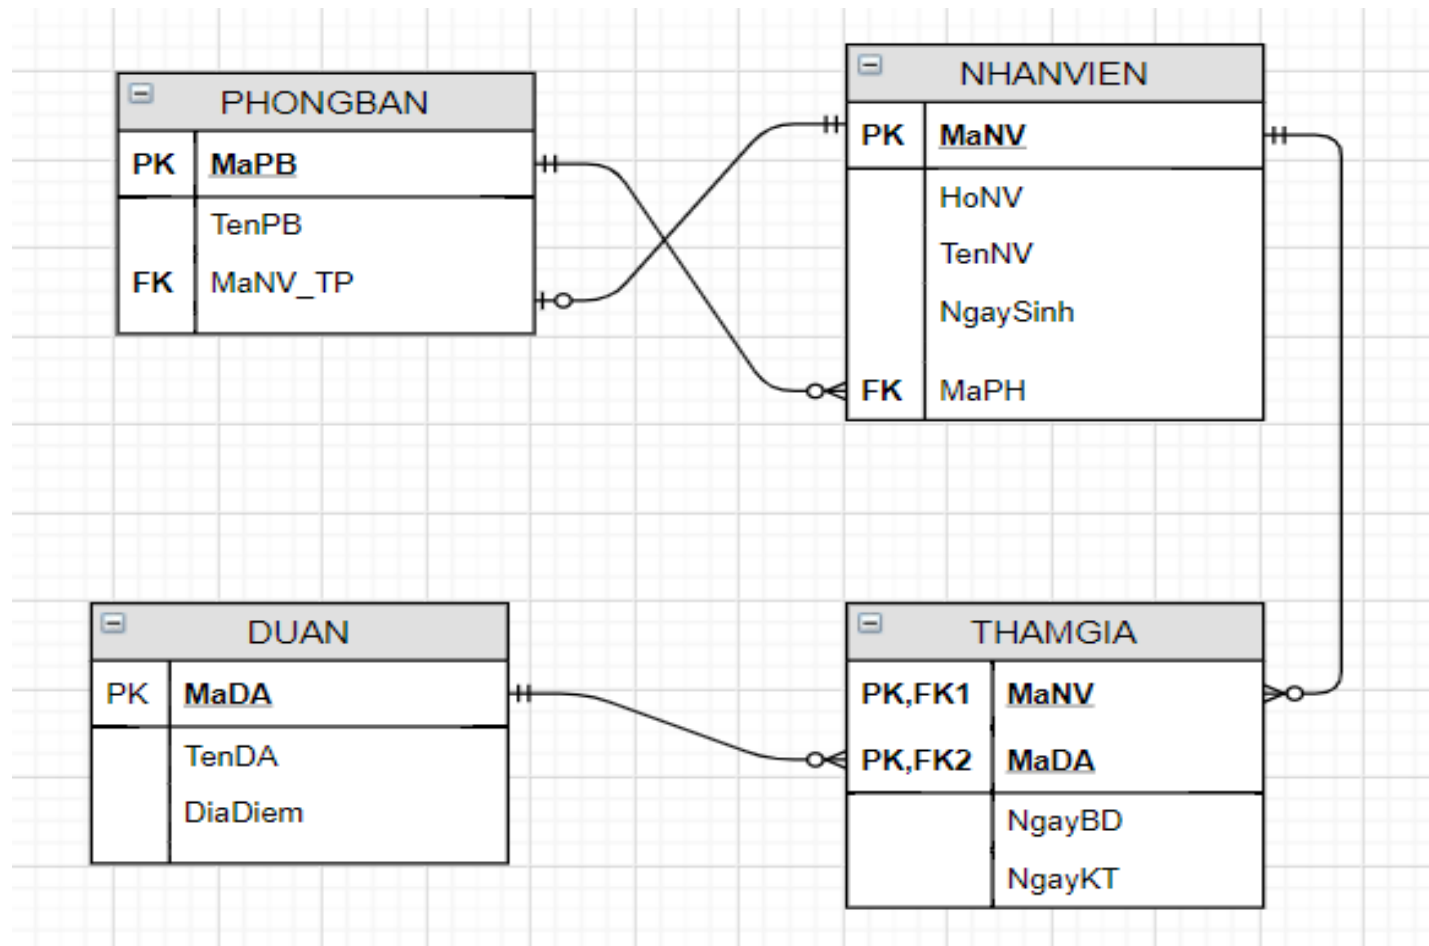 PHONGBAN
PK MaPB
TenPB
FK MaNV_TP
NHANVIEN
PK MaNV
HoNV
TenNV
NgaySinh
FK MaPH
DUAN
PK MaDA
TenDA
DiaDiem
THAMGIA
PK,FK1 MaNV
PK,FK2 MaDA
NgayBD
NgayKT